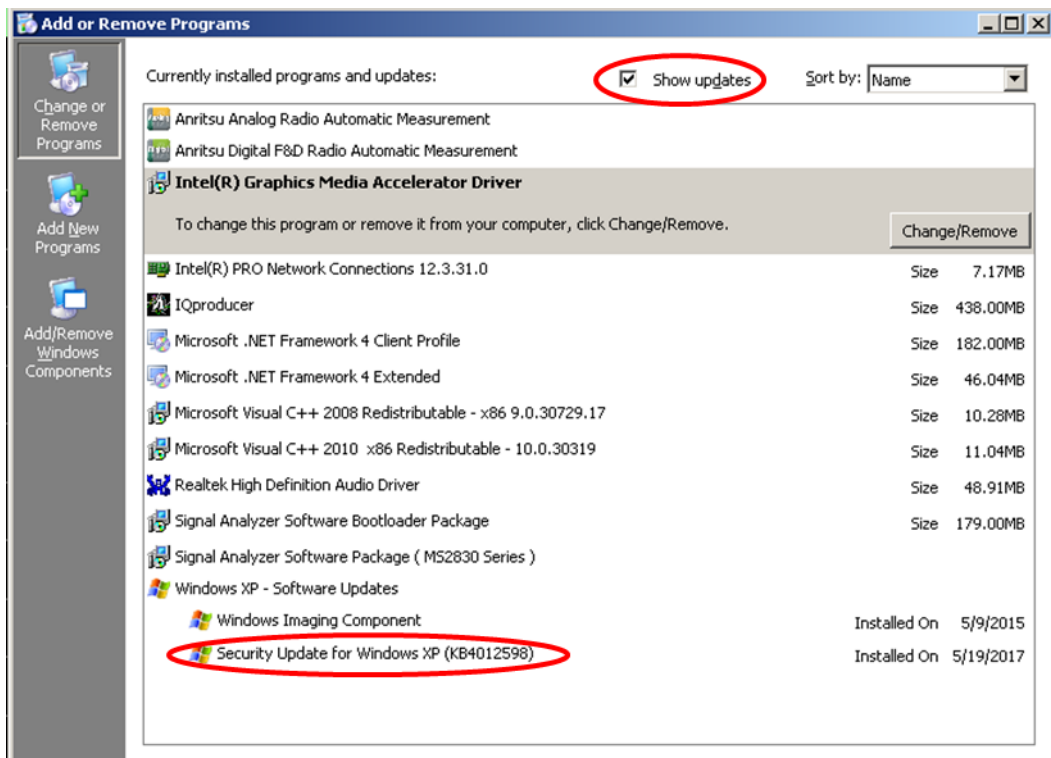 Add or Remove Programs
Change or
Remove
Programs
Add New
Programs
Add/Remove
Windows
Components
Currently installed programs and updates:
Show updates
Sort by: Name
Anritsu Analog Radio Automatic Measurement
Anritsu Digital F&D Radio Automatic Measurement
Intel(R) Graphics Media Accelerator Driver
To change this program or remove it from your computer, click Change/Remove.
Change/Remove
Intel(R) PRO Network Connections 12.3.31.0 Size 7.17MB
IQproducer Size 438.00MB
Microsoft .NET Framework 4 Client Profile Size 182.00MB
Microsoft .NET Framework 4 Extended Size 46.04MB
Microsoft Visual C++ 2008 Redistributable - x86 9.0.30729.17 Size 10.28MB
Microsoft Visual C++ 2010  x86 Redistributable - 10.0.30319 Size 11.04MB
Realtek High Definition Audio Driver Size 48.91MB
Signal Analyzer Software Bootloader Package Size 179.00MB
Signal Analyzer Software Package ( MS2830 Series )
Windows XP - Software Updates
Windows Imaging Component Installed On 5/9/2015
Security Update for Windows XP (KB4012598) Installed On 5/19/2017